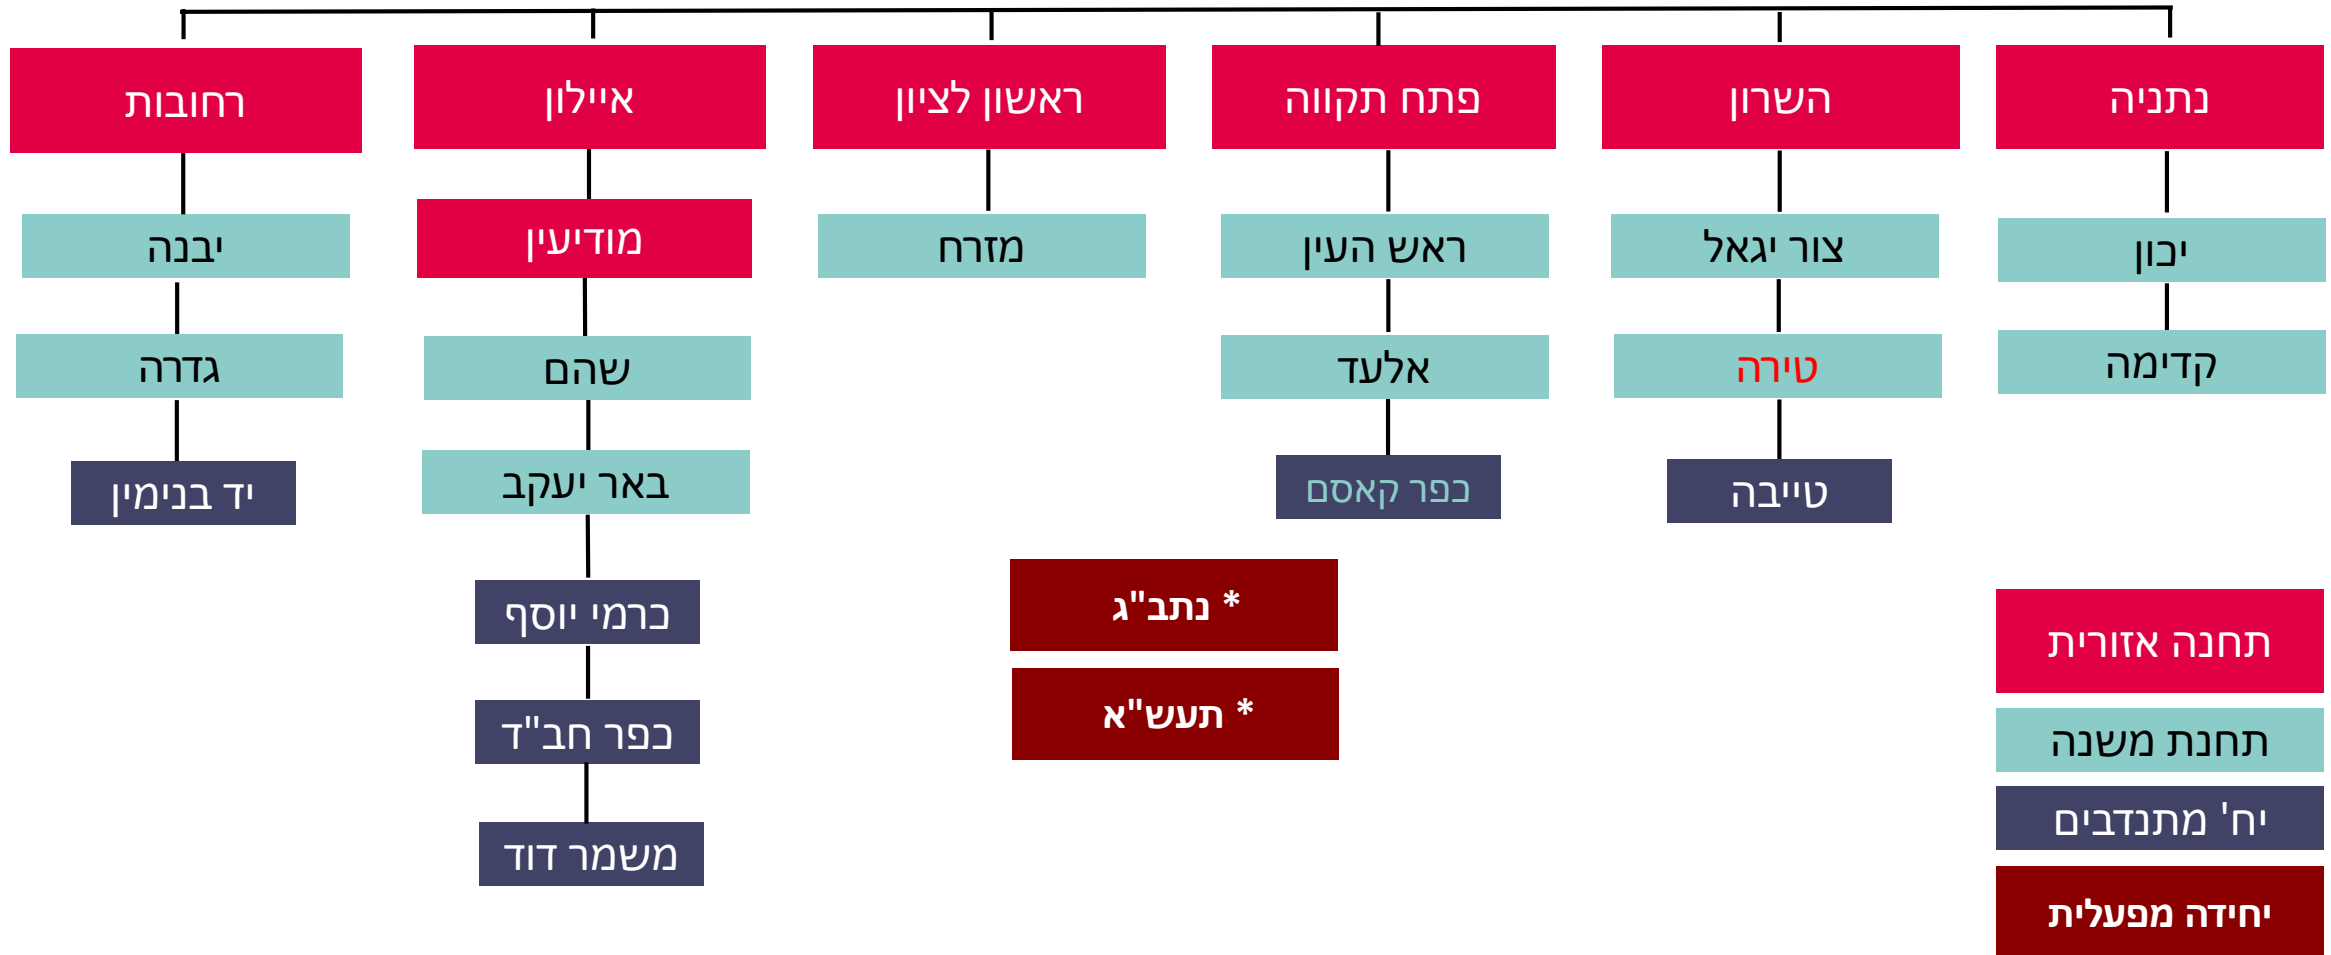 נתניה
השרון
פתח תקווה
ראשון לציון
איילון
רחובות
יכון
צור יגאל
ראש העין
מזרח
מודיעין
יבנה
קדימה
טירה
אלעד
שהם
גדרה
טייבה
כפר קאסם
באר יעקב
יד בנימין
* נתב"ג
כרמי יוסף
* תעש"א
כפר חב"ד
משמר דוד
תחנה אזורית
תחנת משנה
יח' מתנדבים
יחידה מפעלית